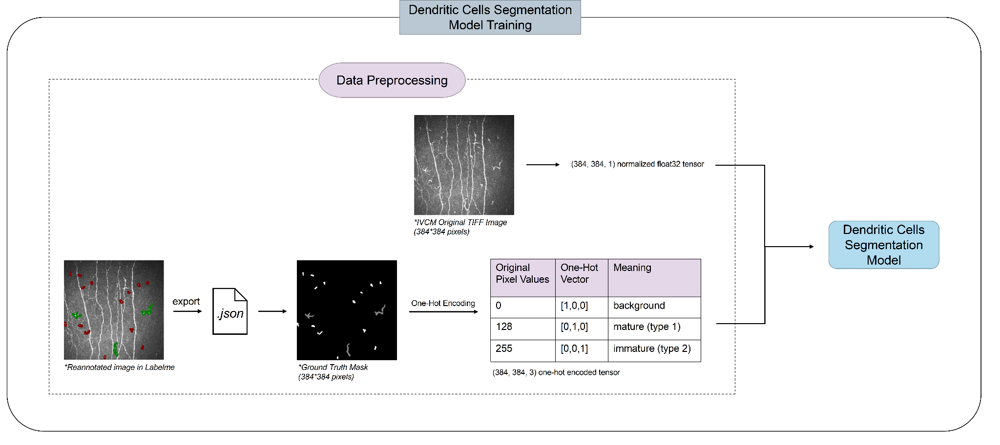 Dendritic Cells Segmentation
Model Training
Data Preprocessing
(384, 384, 1) normalized float32 tensor
*IVCM Original TIFF Image
(384*384 pixels)
Dendritic Cells
Segmentation
Model
export
.json
One-Hot Encoding
*Reannotated image in Labelme
*Ground Truth Mask
(384*384 pixels)
Original
Pixel Values
One-Hot
Vector
Meaning
0
[1,0,0]
background
128
[0,1,0]
mature (type 1)
255
[0,0,1]
immature (type 2)
(384, 384, 3) one-hot encoded tensor